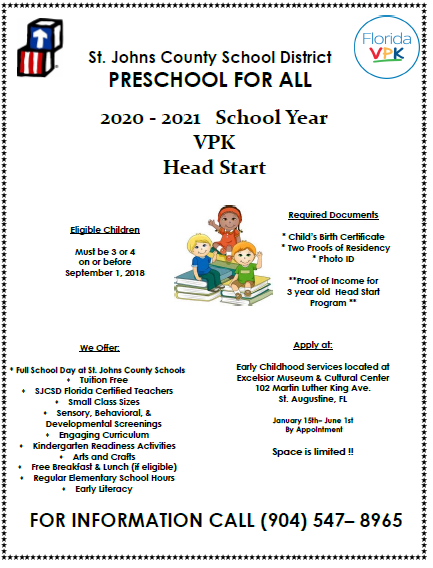 Florida
VPK
St. Johns County School District
PRESCHOOL FOR ALL
2020 - 2021 School Year
VPK
Head Start
Eligible Children
Must be 3 or 4
on or before
September 1, 2018
Required Documents
* Child's Birth Certificate
* Two Proofs of Residency
* Photo ID
**Proof of Income for
3 year old Head Start
Program **
We Offer:
* Full School Day at St. Johns County Schools
♦ Tuition Free
♦ SJCSD Florida Certified Teachers
♦ Small Class Sizes
♦ Sensory, Behavioral, &
Developmental Screenings
♦ Engaging Curriculum
♦ Kindergarten Readiness Activities
♦ Arts and Crafts
♦ Free Breakfast & Lunch (if eligible)
♦ Regular Elementary School Hours
♦ Early Literacy
Apply at:
Early Childhood Services located at
Excelsior Museum & Cultural Center
102 Martin Luther King Ave.
St. Augustine, FL
January 15th– June 1st
By Appointment
Space is limited !!
FOR INFORMATION CALL (904) 547– 8965